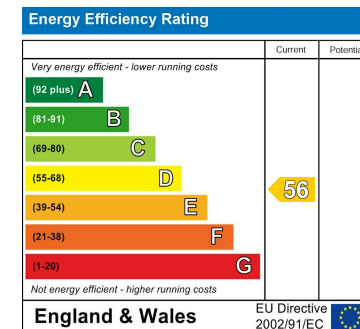 Energy Efficiency Rating
Current
Very energy efficient - lower running costs
(92 plus) A
(81-91) B
(69-80) C
(55-68) D
56
(39-54) E
(21-38) F
(1-20) G
Not energy efficient - higher running costs
England & Wales
EU Directive
2002/91/EC